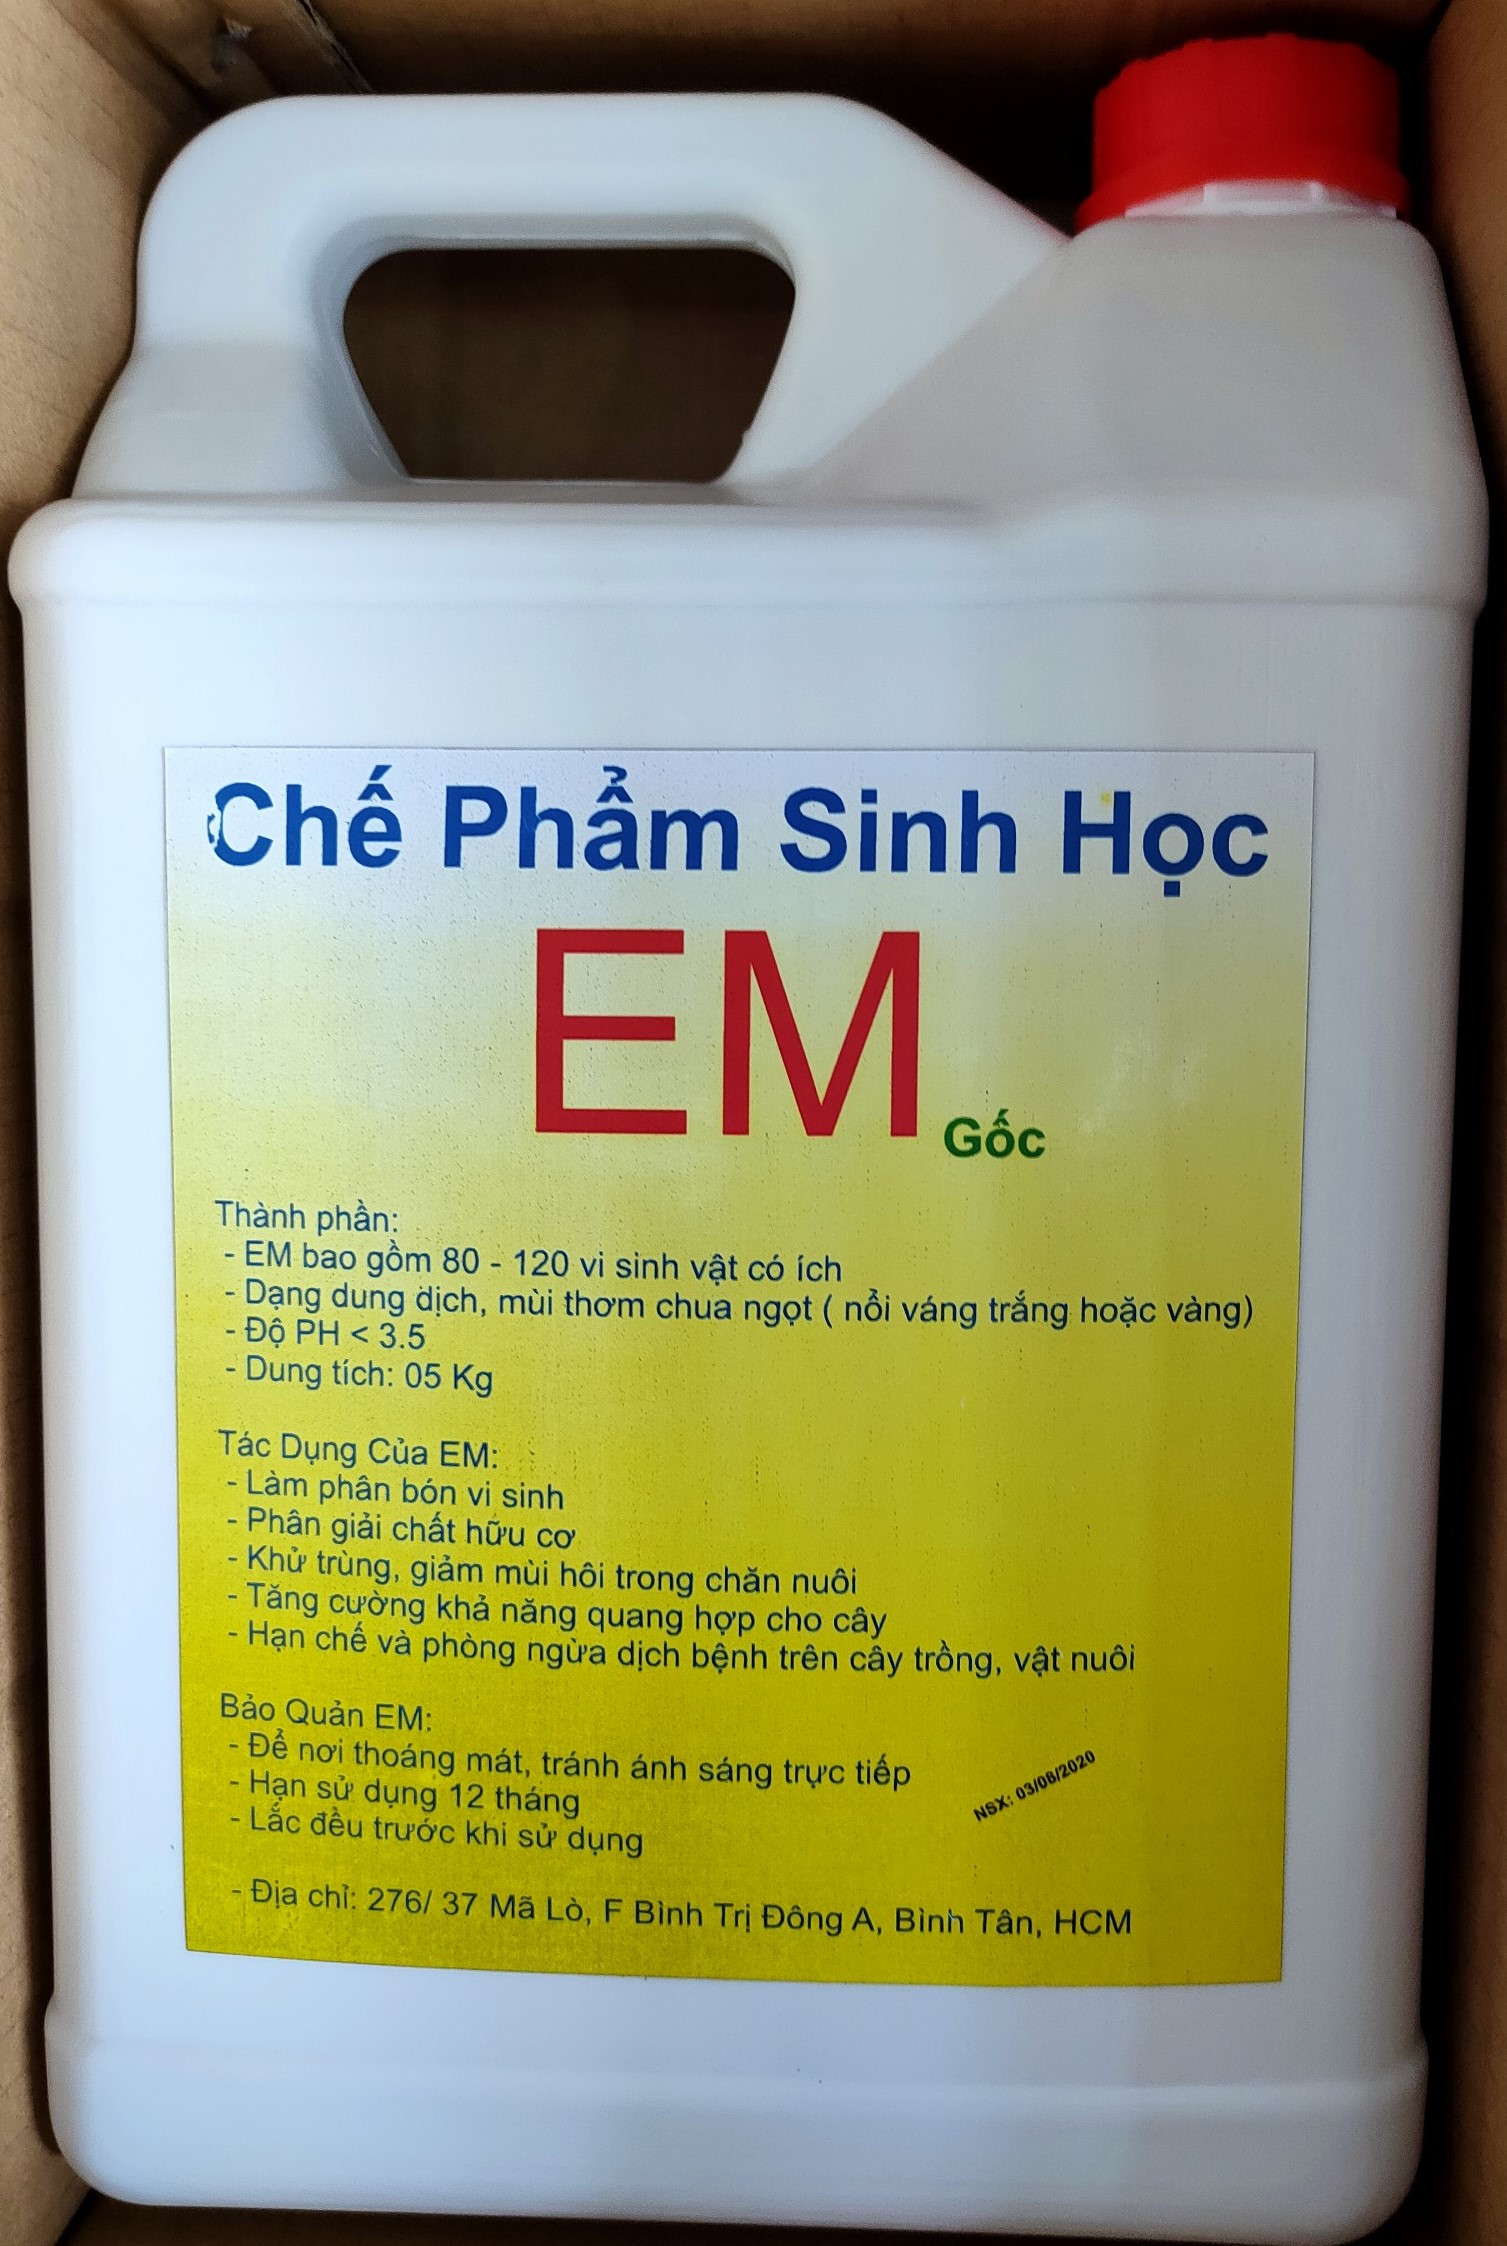 Chế Phẩm Sinh Học
EM Gốc
Thành phần:
- EM bao gồm 80 - 120 vi sinh vật có ích
- Dạng dung dịch, mùi thơm chua ngọt ( nổi váng trắng hoặc vàng)
- Độ PH < 3.5
- Dung tích: 05 Kg
Tác Dụng Của EM:
- Làm phân bón vi sinh
- Phân giải chất hữu cơ
- Khử trùng, giảm mùi hôi trong chăn nuôi
- Tăng cường khả năng quang hợp cho cây
- Hạn chế và phòng ngừa dịch bệnh trên cây trồng, vật nuôi
Bảo Quản EM:
- Để nơi thoáng mát, tránh ánh sáng trực tiếp
- Hạn sử dụng 12 tháng
- Lắc đều trước khi sử dụng
NSX: 03/08/2020
- Địa chỉ: 276/ 37 Mã Lò, F Bình Trị Đông A, Bình Tân, HCM